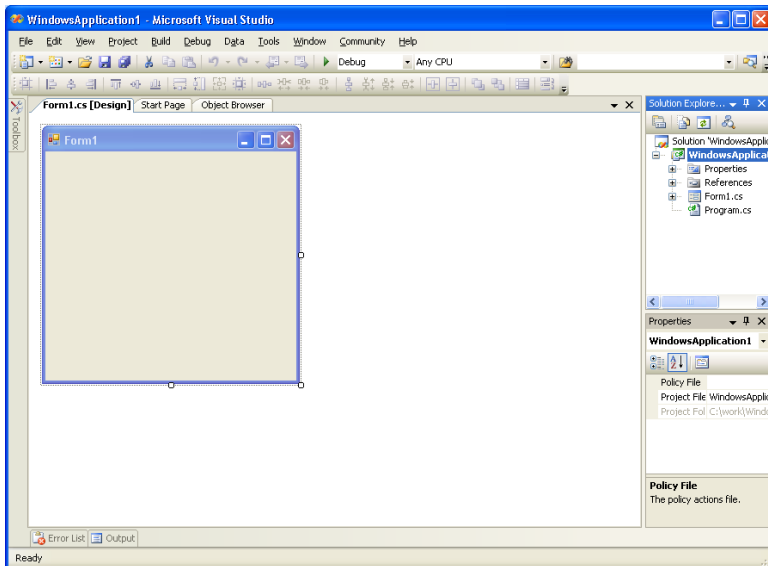 WindowsApplication1 - Microsoft Visual Studio
File Edit View Project Build Debug Data Tools Window Community Help
Debug Any CPU
Form1.cs [Design] Start Page Object Browser
Toolbox
Form1
Solution Explore...
Solution 'WindowsApplic
WindowsApplicat
Properties
References
Form1.cs
Program.cs
Properties
WindowsApplication1
Policy File
Project File WindowsApplic
Project Fol C:\work\Windo
Policy File
The policy actions file.
Error List Output
Ready